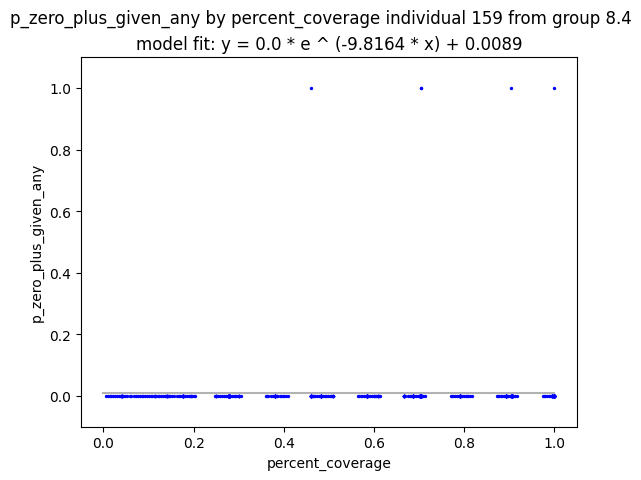 p_zero_plus_given_any by percent_coverage individual 159 from group 8.4
model fit: y = 0.0 * e ^ (-9.8164 * x) + 0.0089
1.0
0.8
0.6
0.4
0.2
0.0
p_zero_plus_given_any
0.0 0.2 0.4 0.6 0.8 1.0
percent_coverage